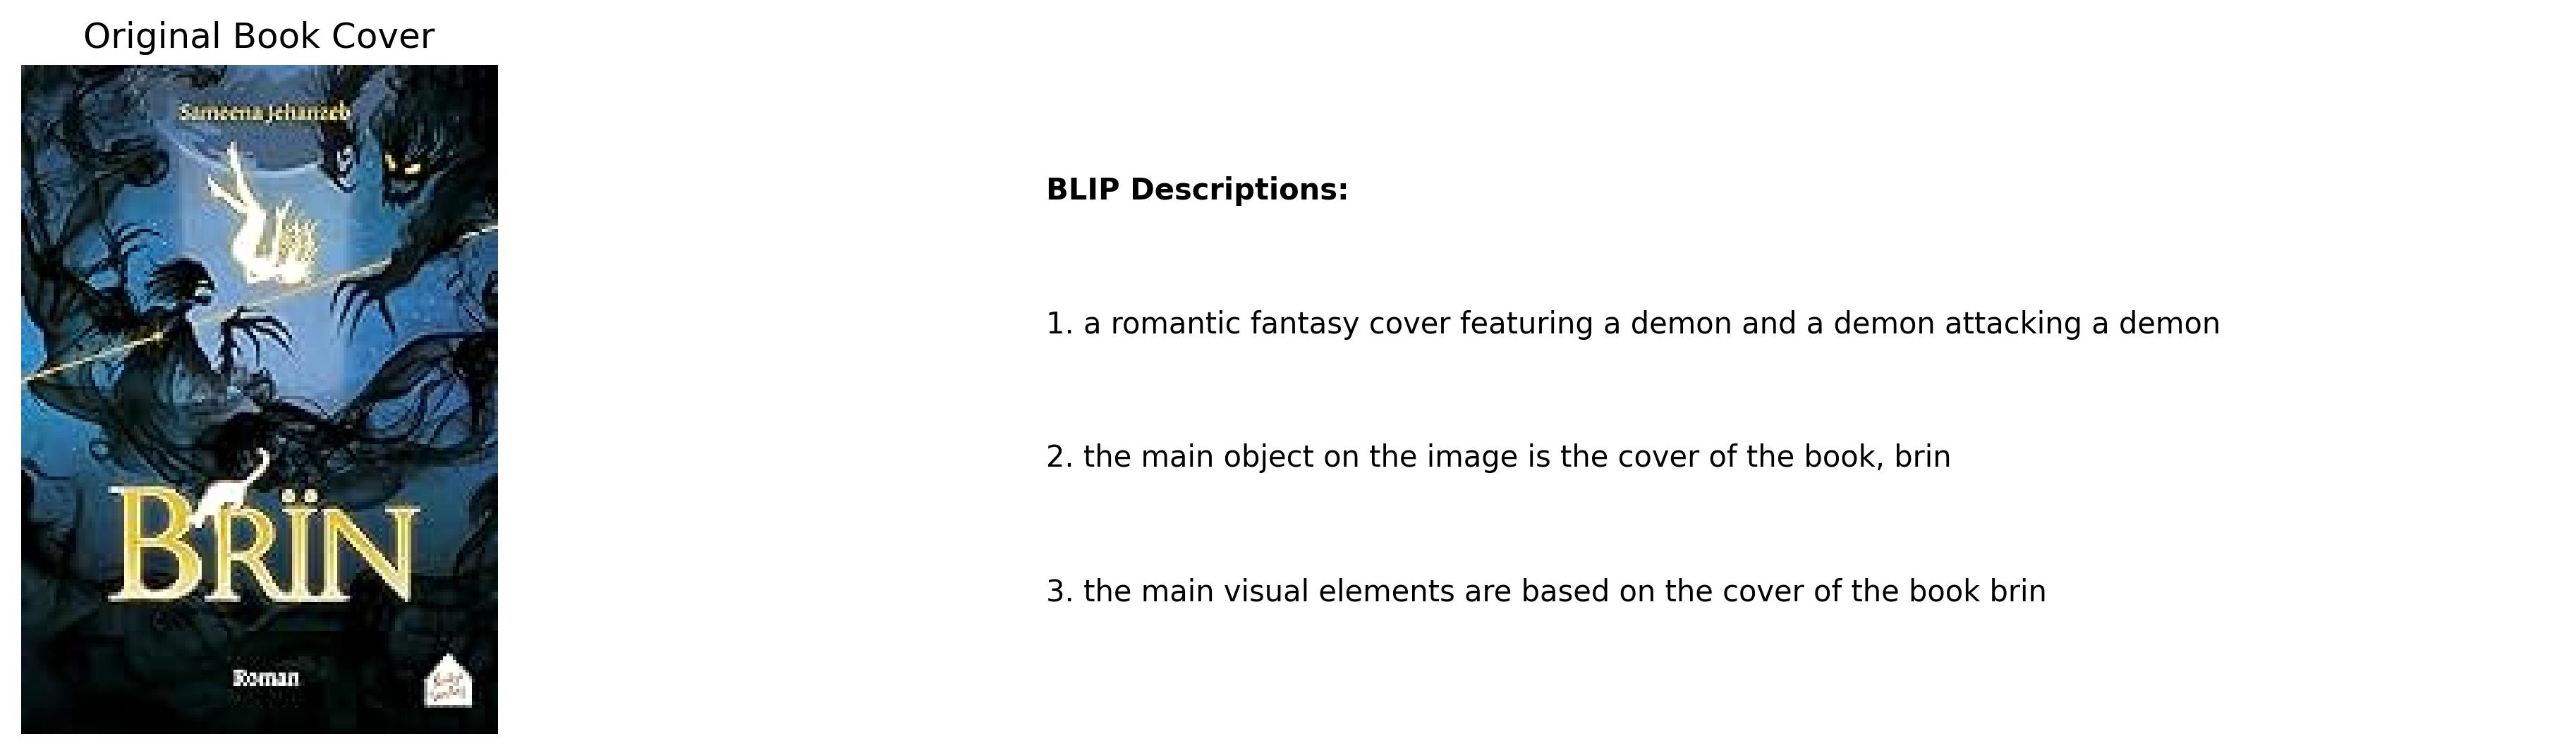 Original Book Cover
Sameena Jehanzeb
BRÏN
Roman
BLIP Descriptions:
1. a romantic fantasy cover featuring a demon and a demon attacking a demon
2. the main object on the image is the cover of the book, brin
3. the main visual elements are based on the cover of the book brin